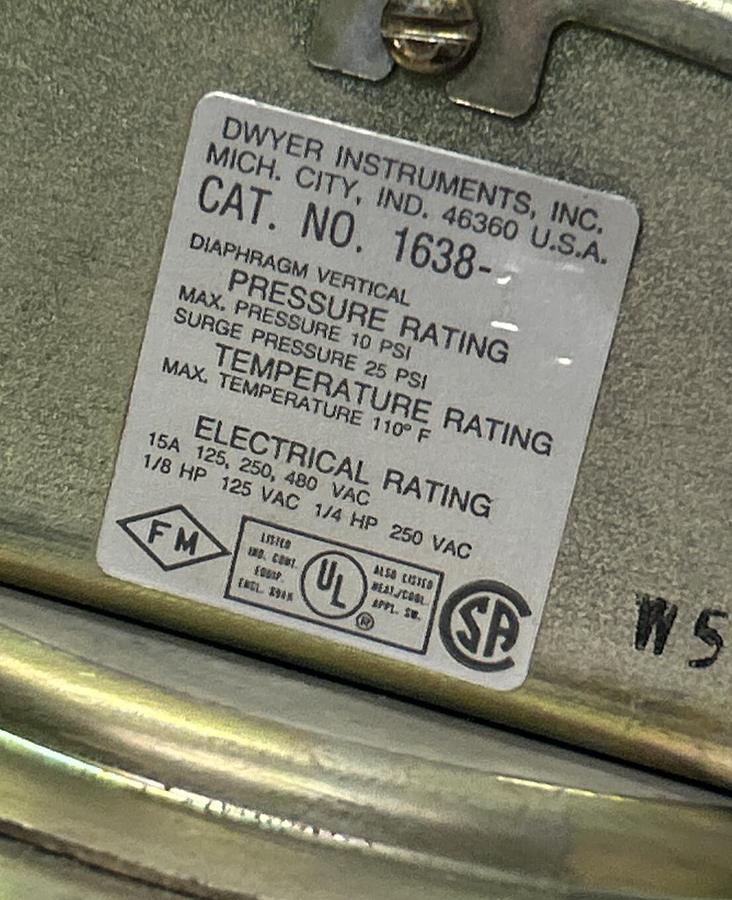 DWYER INSTRUMENTS, INC.
MICH. CITY, IND. 46360 U.S.A.
CAT. NO. 1638-
DIAPHRAGM VERTICAL
PRESSURE RATING
MAX. PRESSURE 10 PSI
SURGE PRESSURE 25 PSI
TEMPERATURE RATING
MAX. TEMPERATURE 110° F
ELECTRICAL RATING
15A 125, 250, 480 VAC
1/8 HP 125 VAC 1/4 HP 250 VAC
FM
LISTED
IND. CONT.
EQUIP.
ENCL.
UL
®
ALSO LISTED
HEAT./COOL.
APPL. SW.
SA
W5